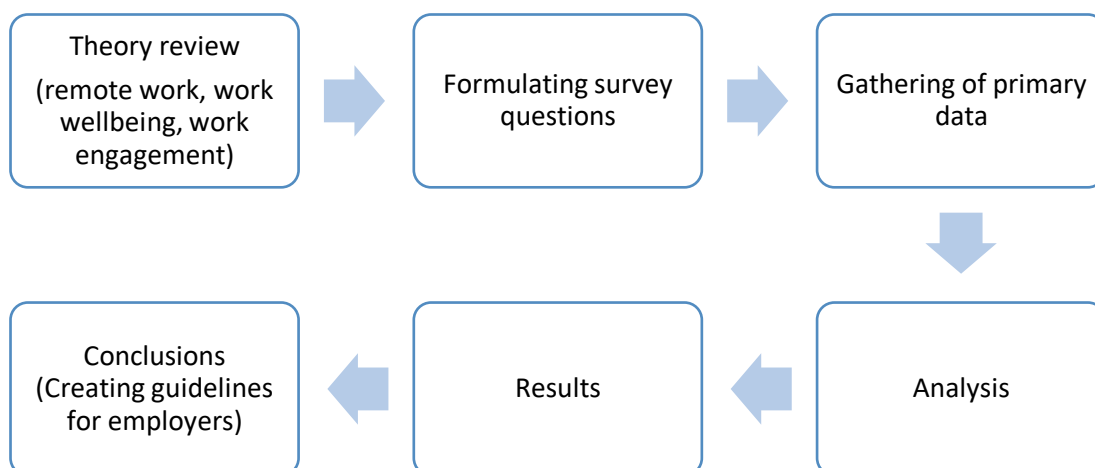 Theory review
(remote work, work
wellbeing, work
engagement)
Formulating survey
questions
Gathering of primary
data
Analysis
Results
Conclusions
(Creating guidelines
for employers)